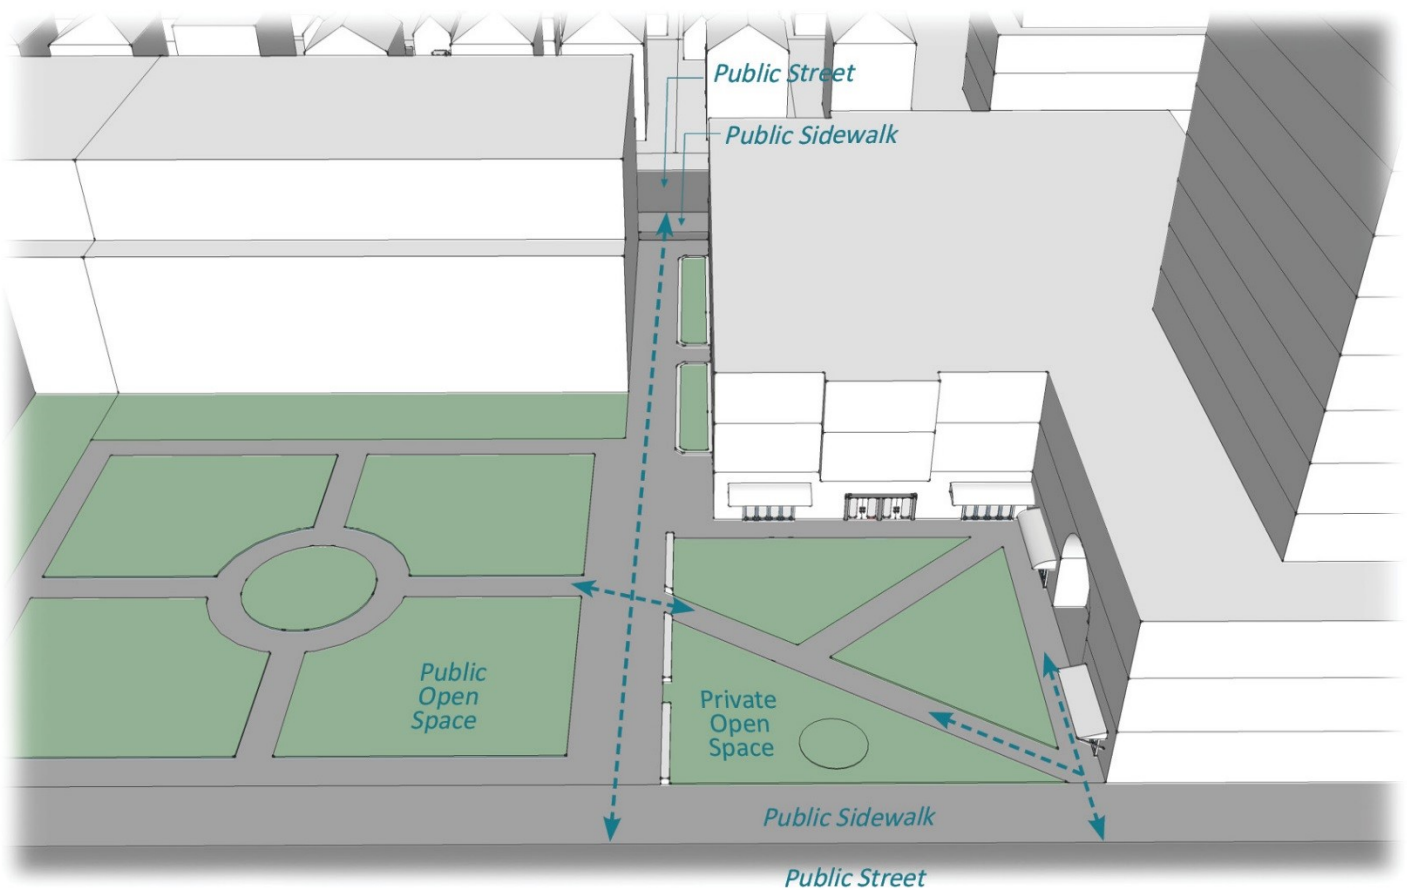 Public Street
Public Sidewalk
Public
Open
Space
Private
Open
Space
Public Sidewalk
Public Street